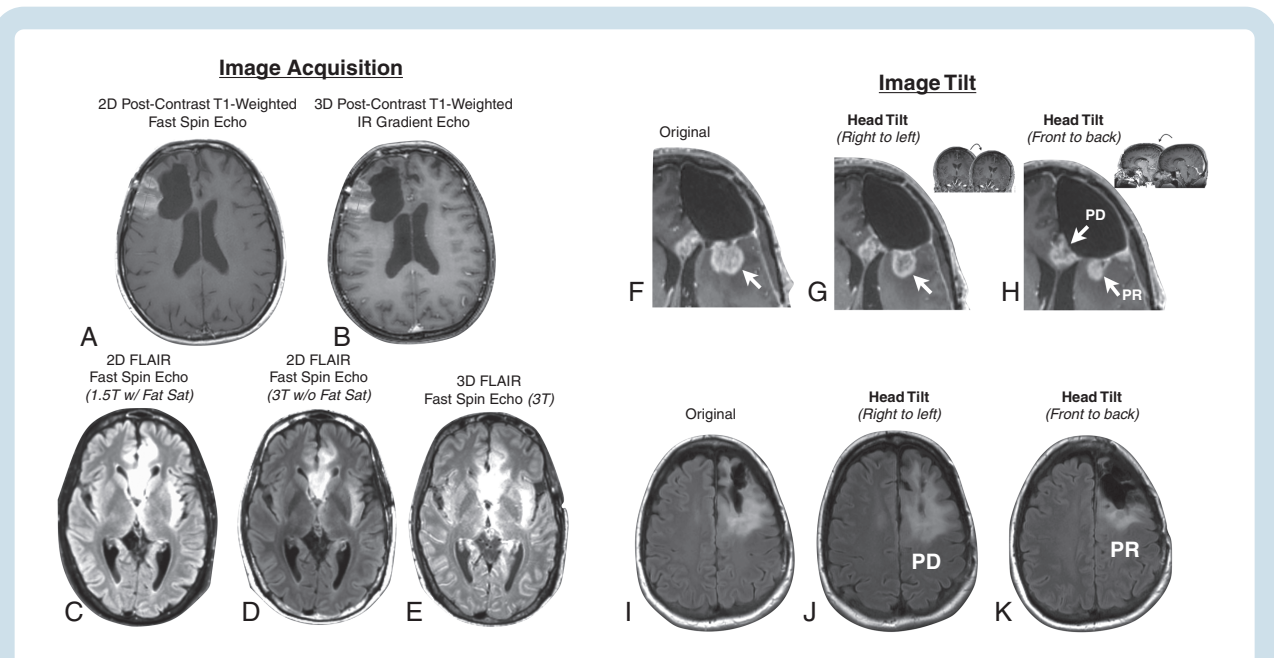 Image Acquisition
2D Post-Contrast T1-Weighted
Fast Spin Echo
3D Post-Contrast T1-Weighted
IR Gradient Echo
A
B
2D FLAIR
Fast Spin Echo
(1.5T w/ Fat Sat)
2D FLAIR
Fast Spin Echo
(3T w/o Fat Sat)
3D FLAIR
Fast Spin Echo (3T)
C
D
E
Image Tilt
Original
Head Tilt
(Right to left)
Head Tilt
(Front to back)
PD
PR
F
G
H
Original
Head Tilt
(Right to left)
Head Tilt
(Front to back)
PD
PR
I
J
K